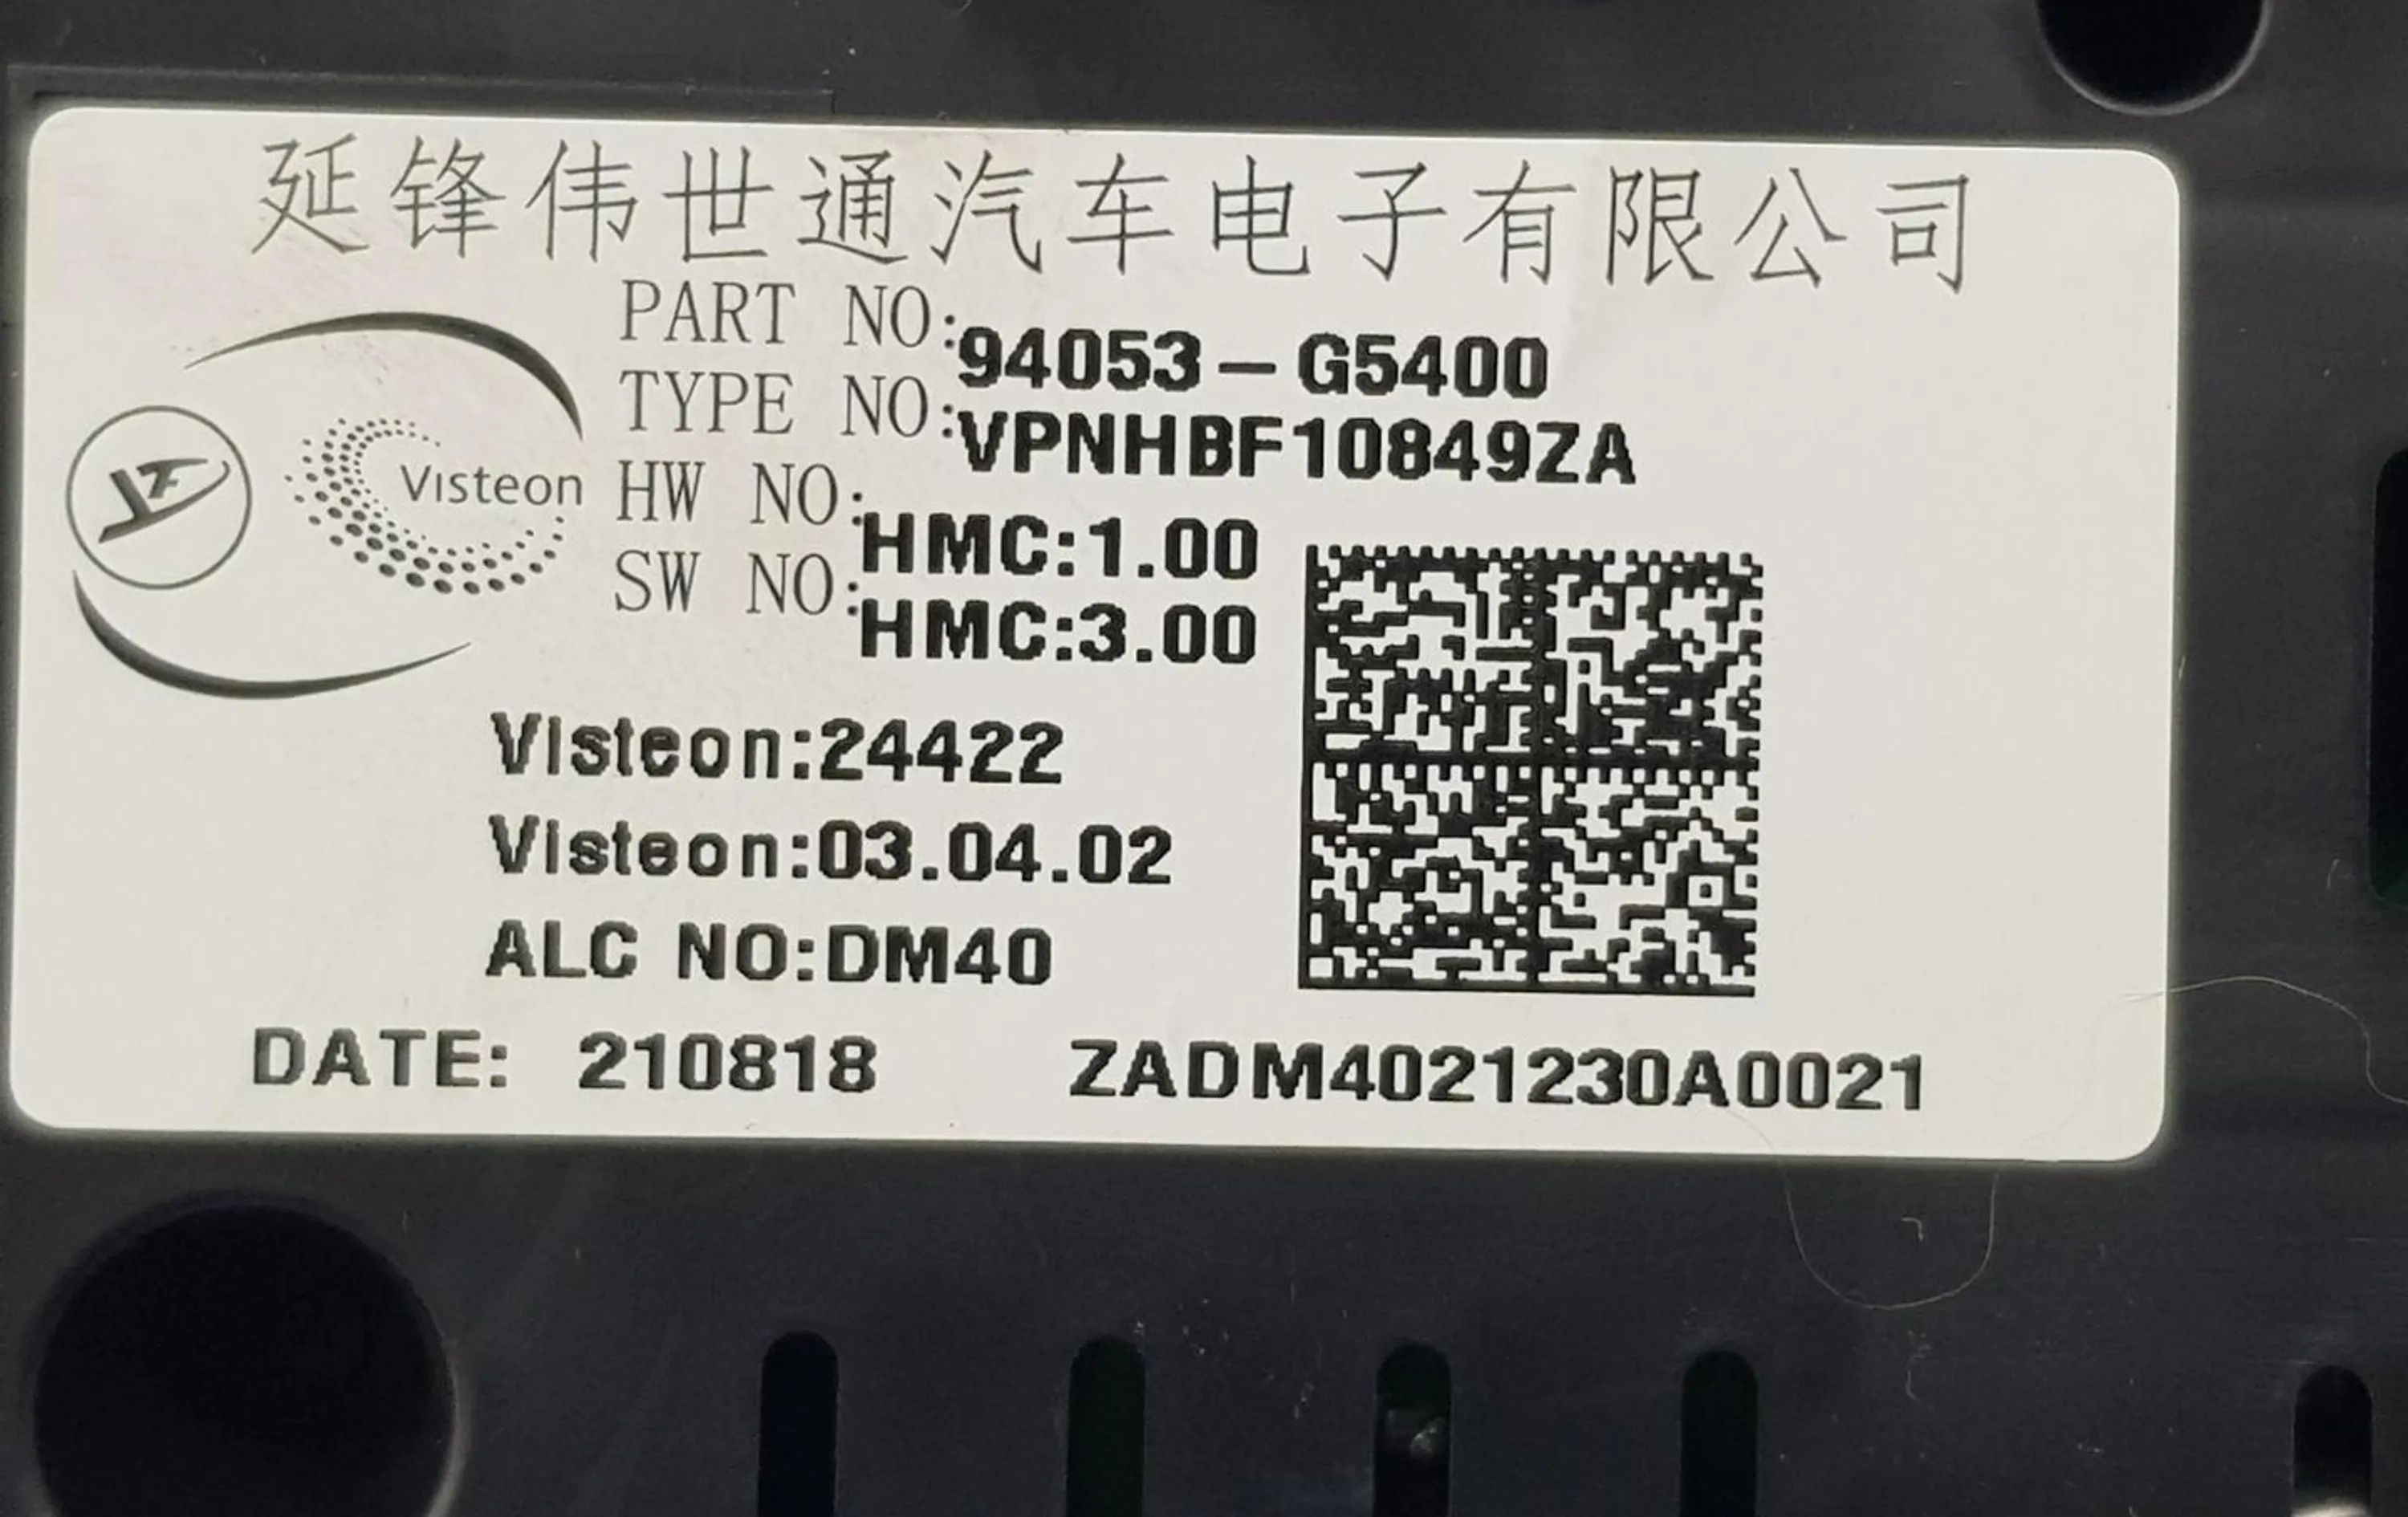 延锋伟世通汽车电子有限公司
PART NO:94053-G5400
TYPE NO:VPNHBF10849ZA
HW NO:HMC:1.00
SW NO:HMC:3.00
YF Visteon
Visteon:24422
Visteon:03.04.02
ALC NO:DM40
DATE: 210818 ZADM4021230A0021